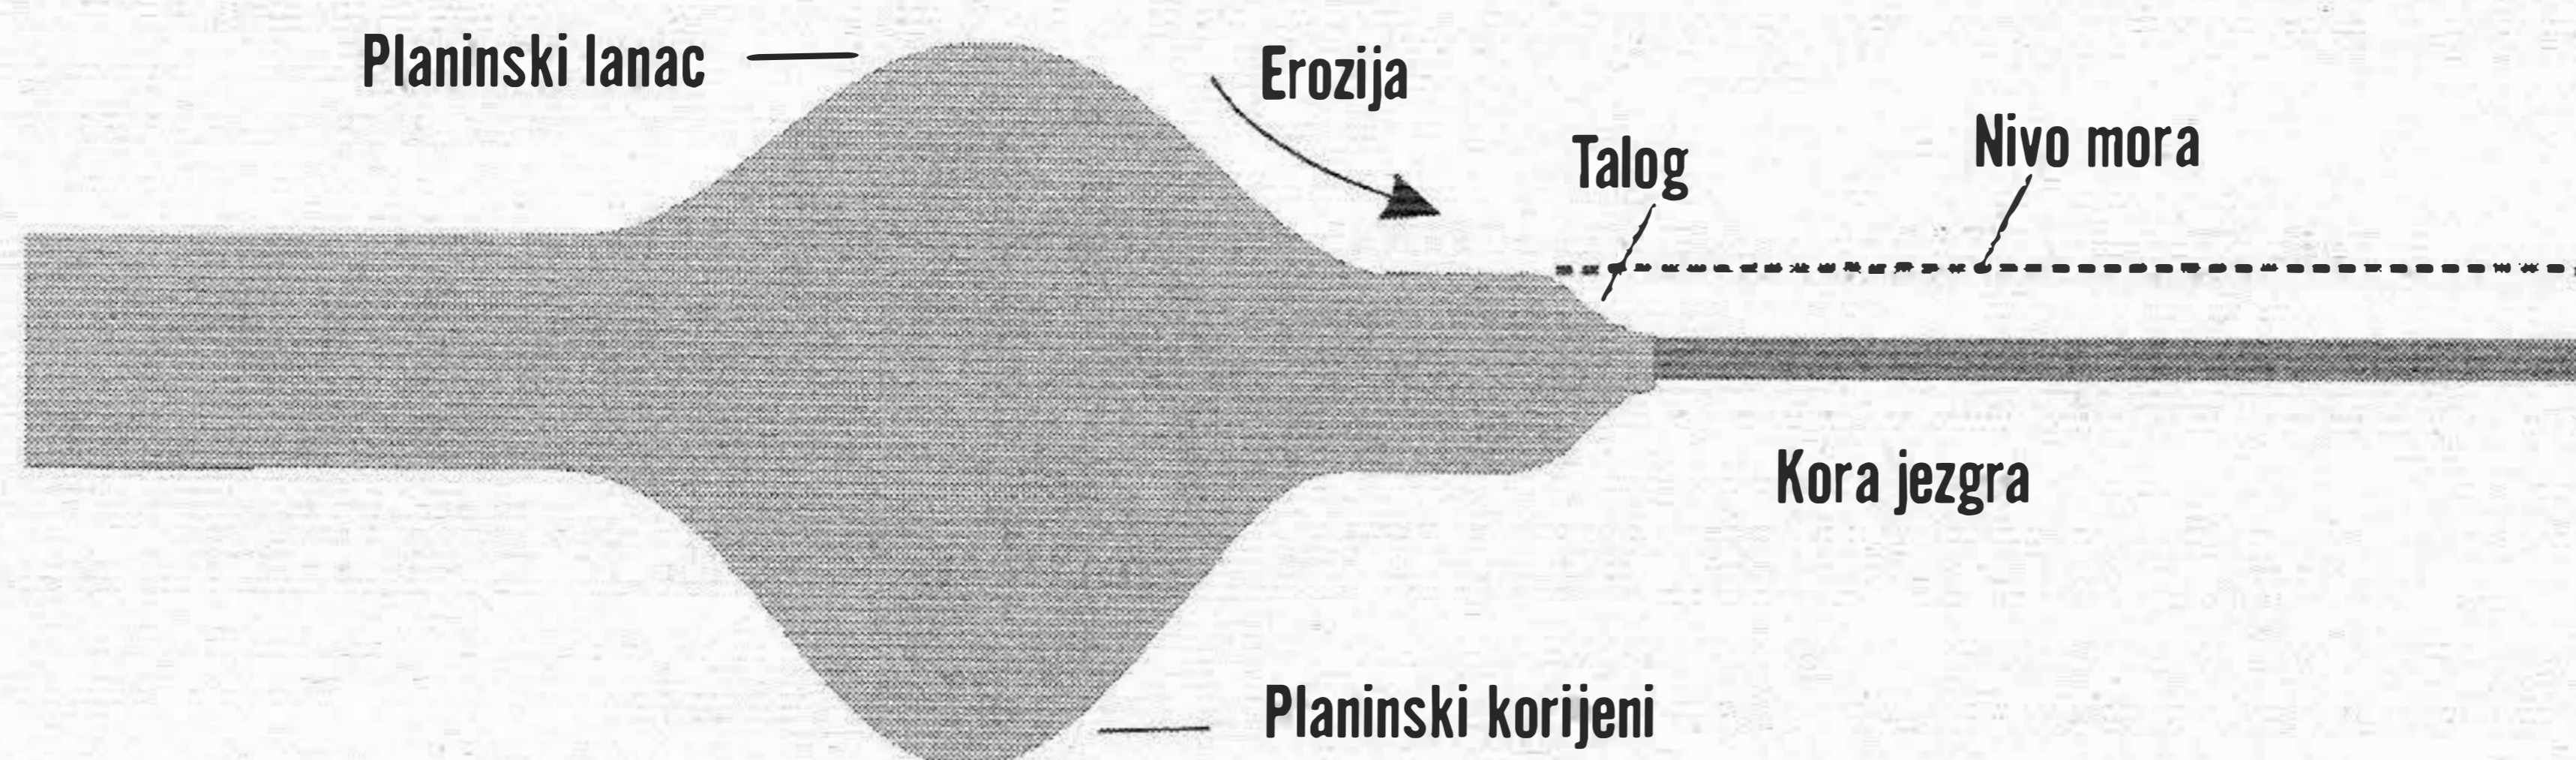 Planinski lanac
Erozija
Talog
Nivo mora
Kora jezgra
Planinski korijeni